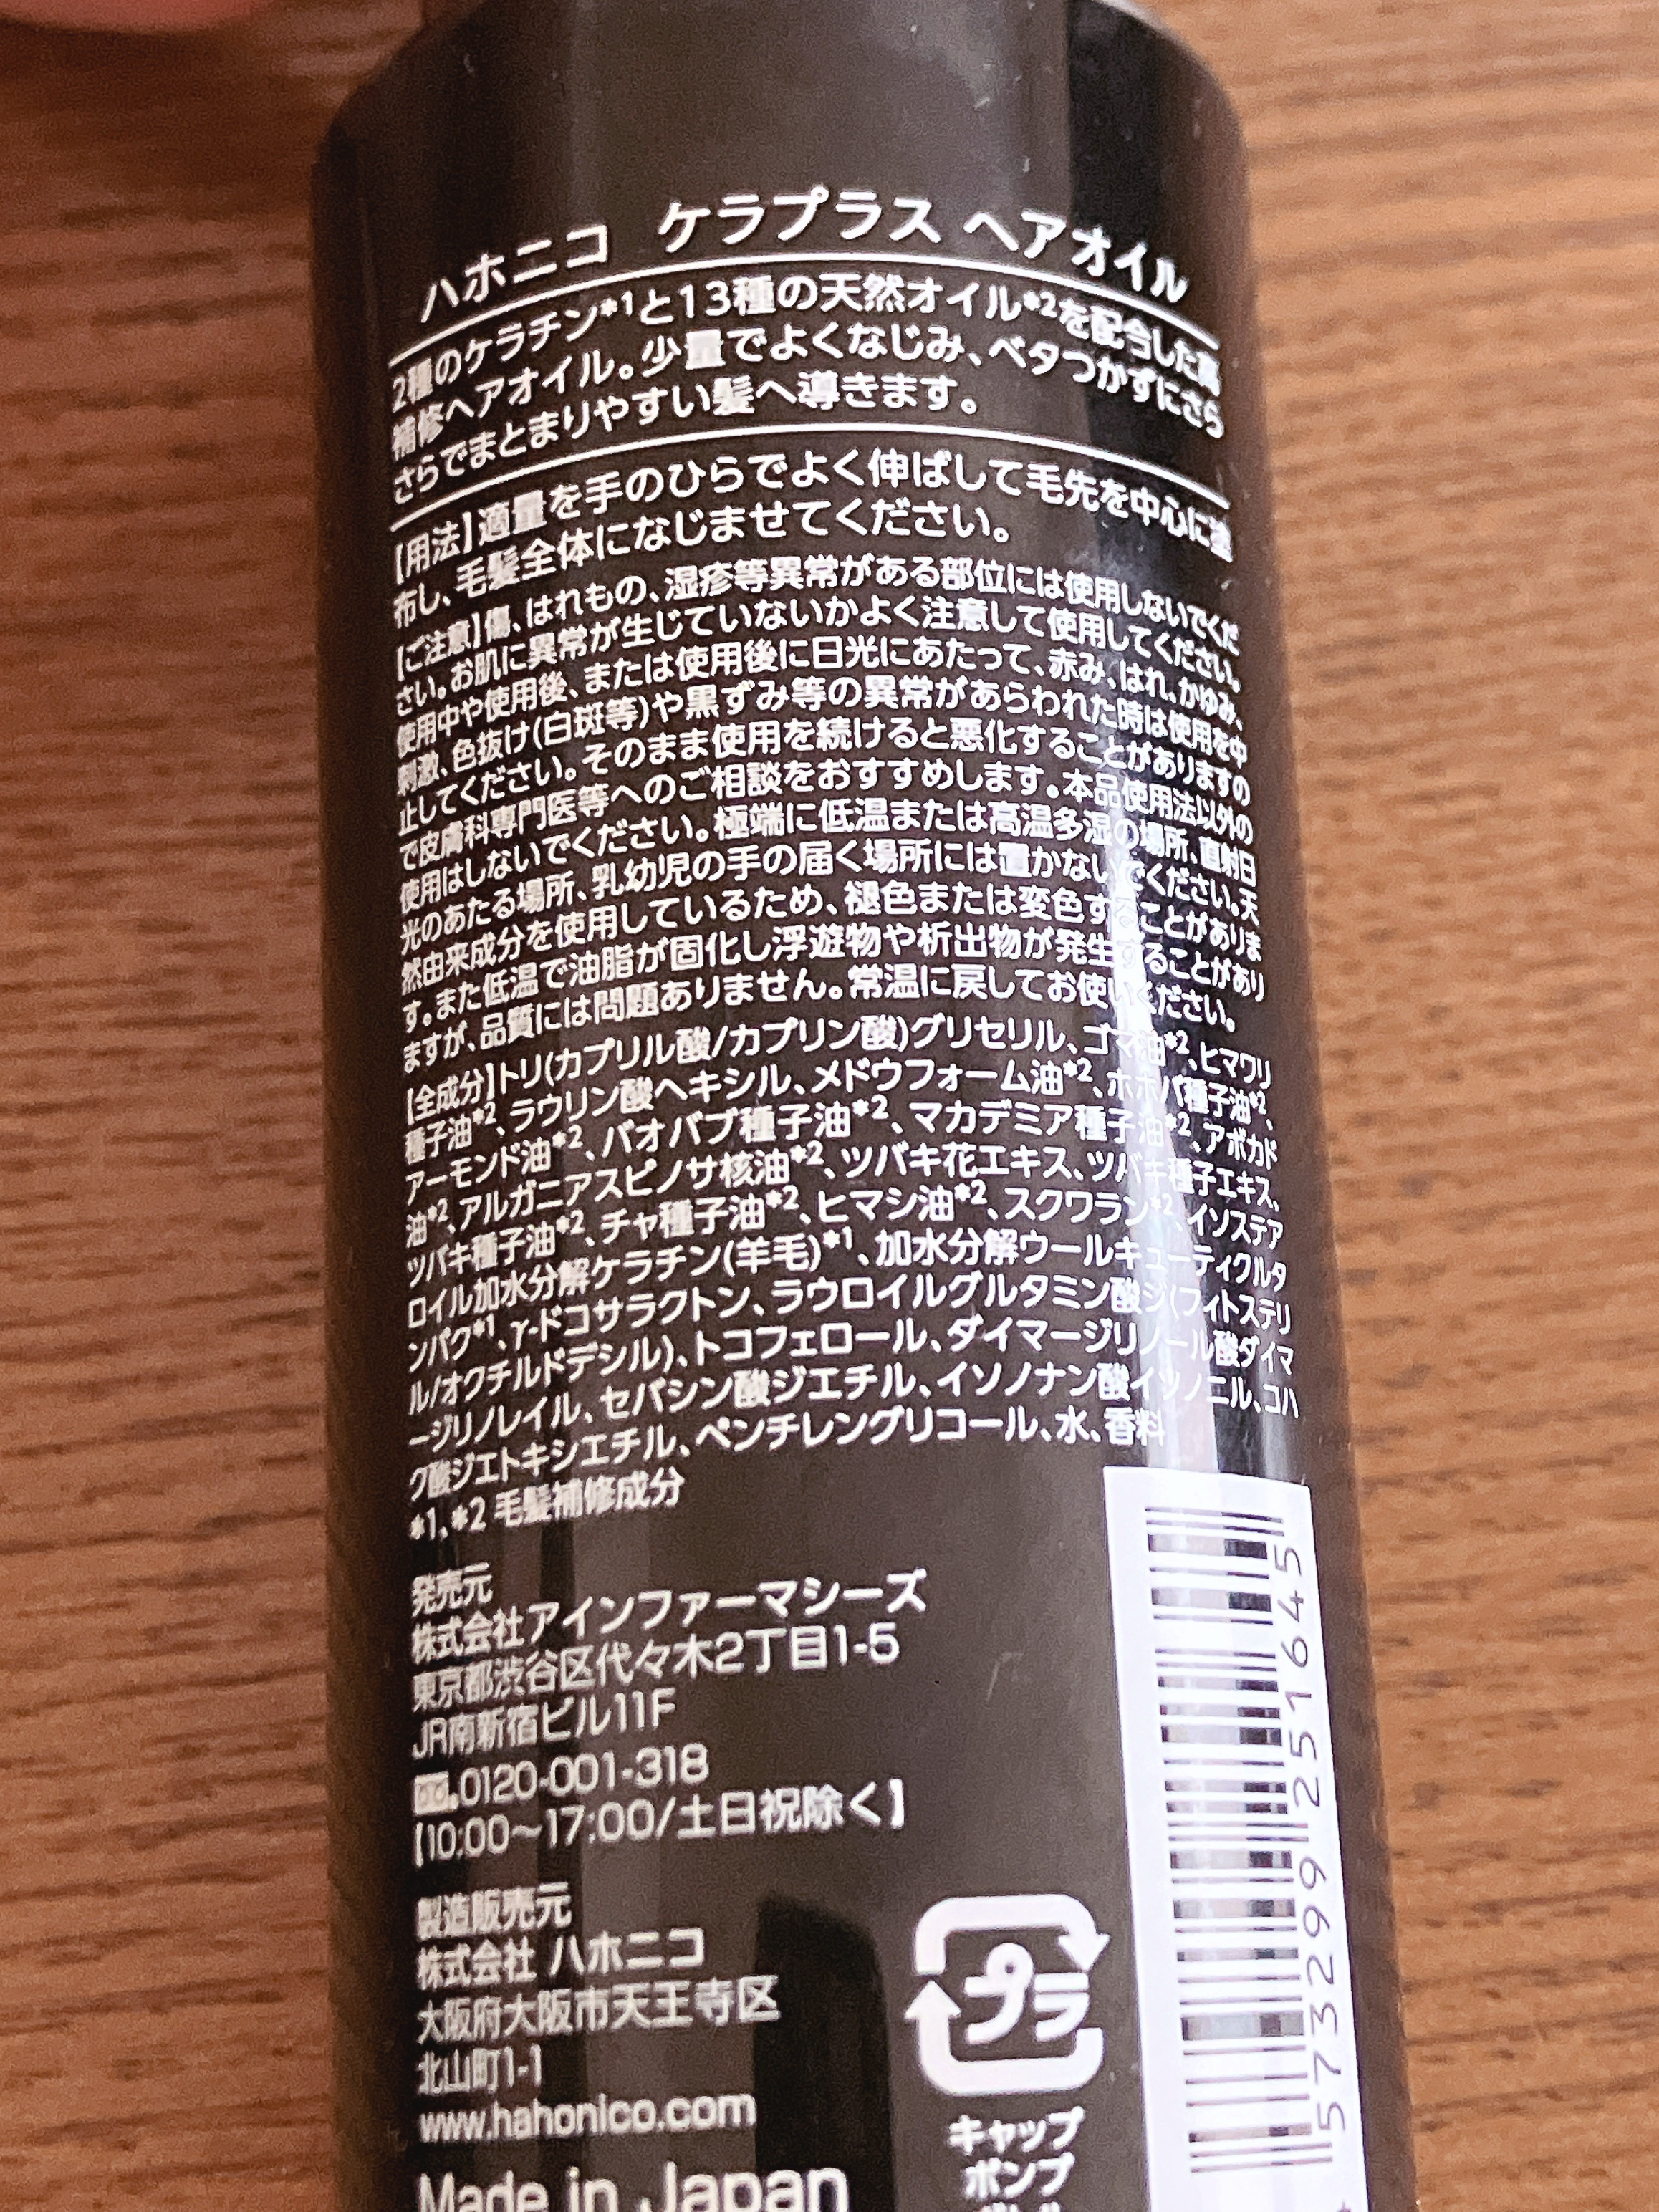 ハホニコ ケラプラス ヘアオイル
2種のケラチン*1と13種の天然オイル*2を配合した高
補修ヘアオイル。少量でよくなじみ、ベタつかずにさら
さらでまとまりやすい髪へ導きます。
【用法】適量を手のひらでよく伸ばして毛先を中心に塗
布し、毛髪全体になじませてください。
【ご注意】傷、はれもの、湿疹等異常がある部位には使用しないでくだ
さい。お肌に異常が生じていないかよく注意して使用してください。
使用中や使用後、または使用後に日光にあたって、赤み、はれ、かゆみ、
刺激、色抜け(白斑等)や黒ずみ等の異常があらわれた時は使用を中
止してください。そのまま使用を続けると悪化することがありますの
で皮膚科専門医等へのご相談をおすすめします。本品使用法以外の
使用はしないでください。極端に低温または高温多湿の場所、直射日
光のあたる場所、乳幼児の手の届く場所には置かないでください。天
然由来成分を使用しているため、褪色または変色することがありま
す。また低温で油脂が固化し浮遊物や析出物が発生することがあり
ますが、品質には問題ありません。常温に戻してお使いください。
【全成分】トリ(カプリル酸/カプリン酸)グリセリル、ゴマ油*2、ヒマワリ
種子油*2、ラウリン酸ヘキシル、メドウフォーム油*2、ホホバ種子油*2、
アーモンド油*2、バオバブ種子油*2、マカデミア種子油*2、アボカド
油*2、アルガニアスピノサ核油*2、ツバキ花エキス、ツバキ種子エキス、
ツバキ種子油*2、チャ種子油*2、ヒマシ油*2、スクワラン*2、イソステア
ロイル加水分解ケラチン(羊毛)*1、加水分解ウールキューティクルタ
ンパク*1、γ-ドコサラクトン、ラウロイルグルタミン酸ジ(フィトステリ
ル/オクチルドデシル)、トコフェロール、ダイマージリノール酸ダイマ
ージリノレイル、セバシン酸ジエチル、イソノナン酸イソノニル、コハ
ク酸ジエトキシエチル、ペンチレングリコール、水、香料
*1、*2 毛髪補修成分
発売元
株式会社アインファーマシーズ
東京都渋谷区代々木2丁目1-5
JR南新宿ビル11F
0120-001-318
【10:00〜17:00/土日祝除く】
製造販売元
株式会社 ハホニコ
大阪府大阪市天王寺区
北山町1-1
www.hahonico.com
Made in Japan
プラ
キャップ
ポンプ
573299 251645